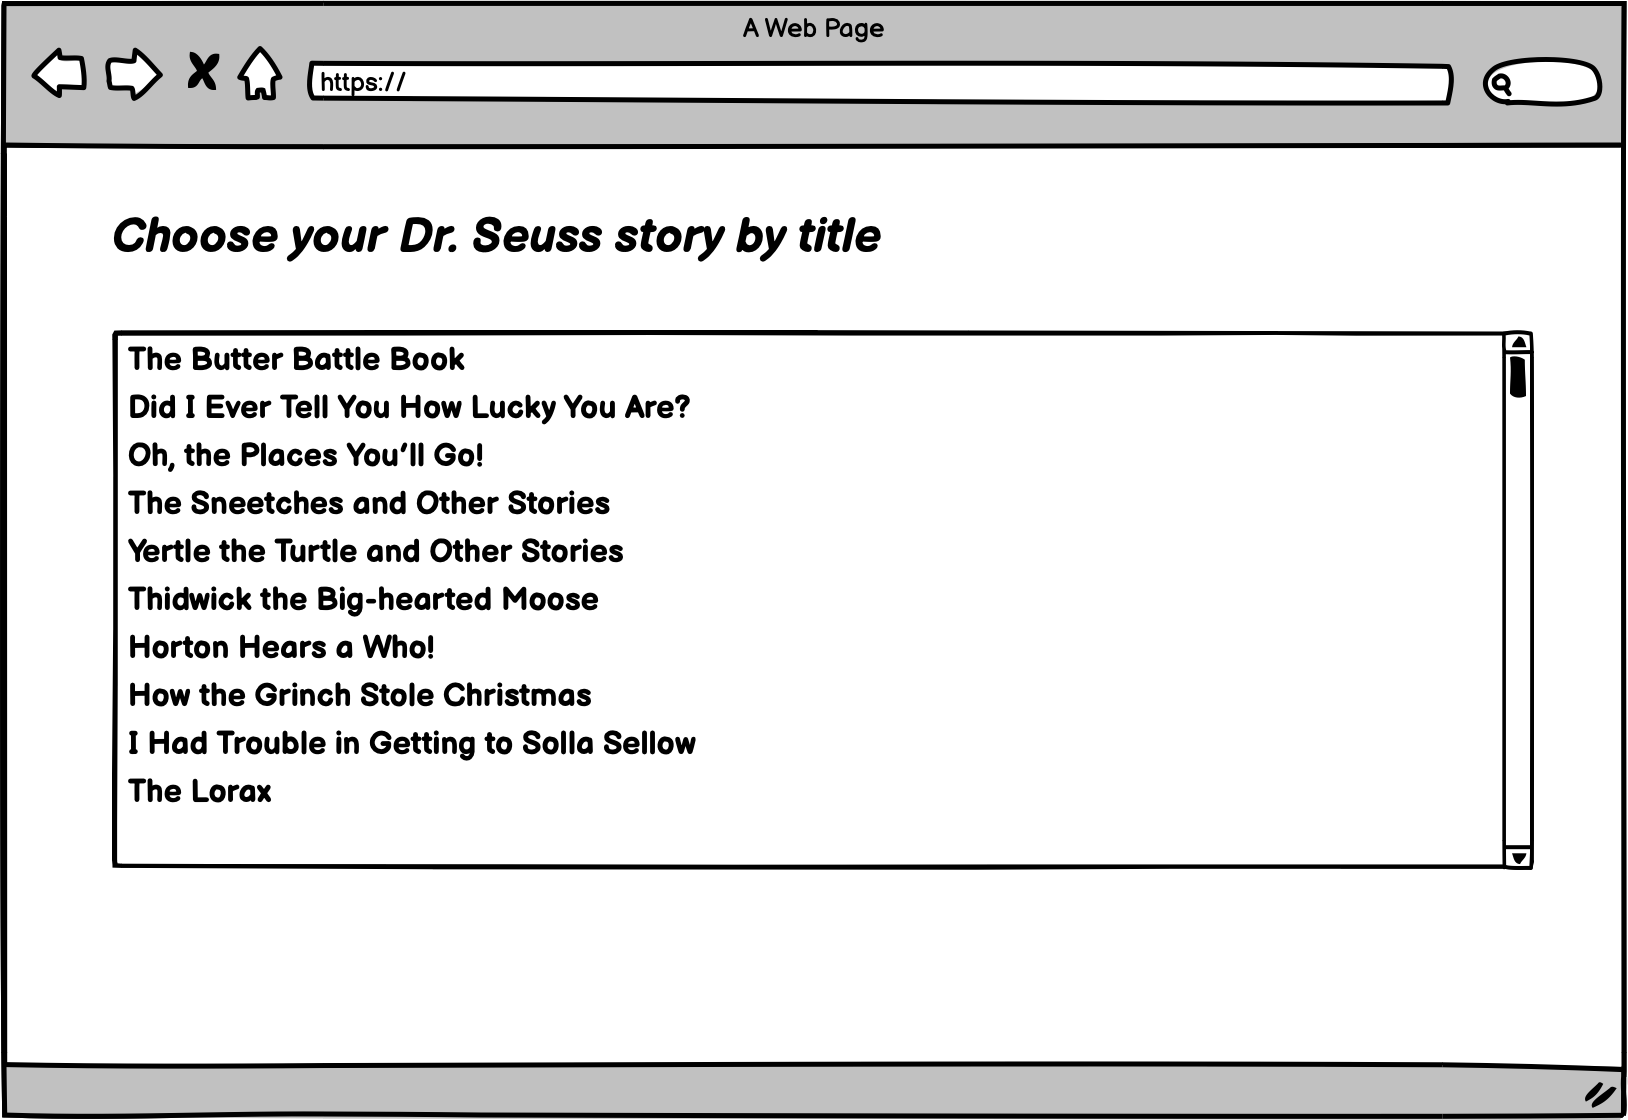 A Web Page
https://
Choose your Dr. Seuss story by title
The Butter Battle Book
Did I Ever Tell You How Lucky You Are?
Oh, the Places You'll Go!
The Sneetches and Other Stories
Yertle the Turtle and Other Stories
Thidwick the Big-hearted Moose
Horton Hears a Who!
How the Grinch Stole Christmas
I Had Trouble in Getting to Solla Sellow
The Lorax